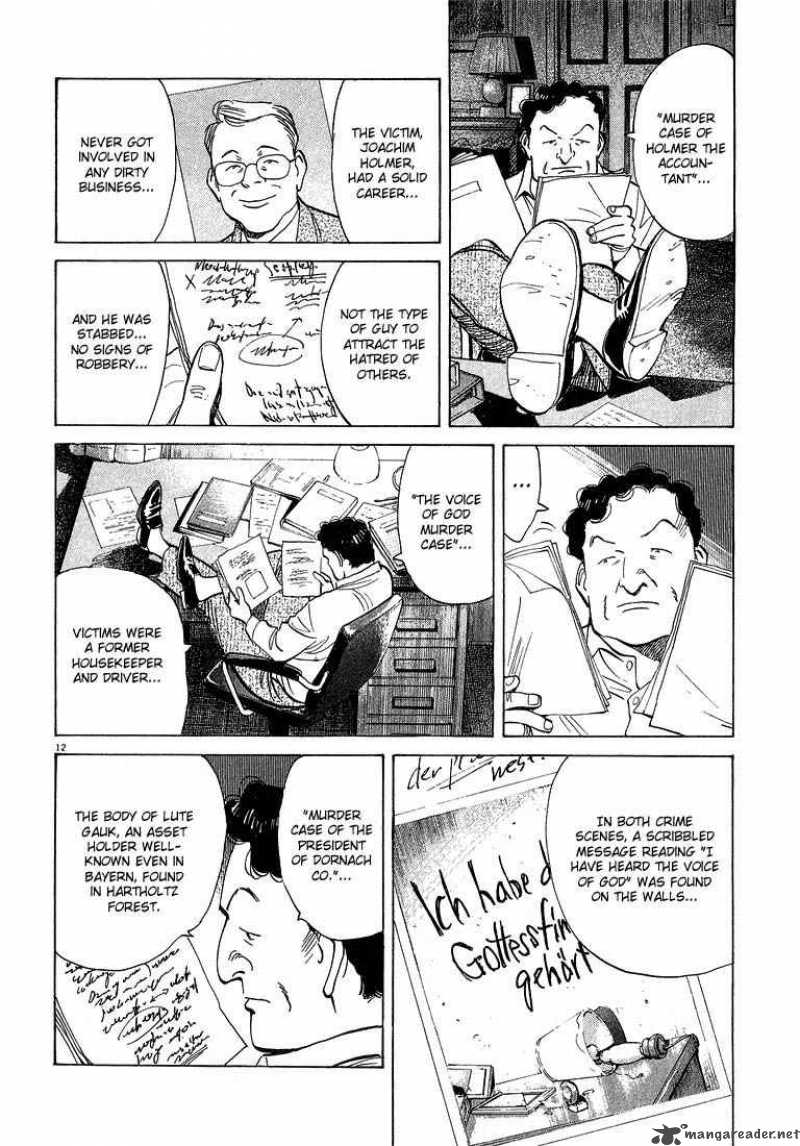 "MURDER
CASE OF
HOLMER THE
ACCOUN-
TANT"...
THE VICTIM,
JOACHIM
HOLMER,
HAD A SOLID
CAREER...
NEVER GOT
INVOLVED IN
ANY DIRTY
BUSINESS...
NOT THE TYPE
OF GUY TO
ATTRACT THE
HATRED OF
OTHERS.
AND HE WAS
STABBED...
NO SIGNS OF
ROBBERY...
...
"THE VOICE
OF GOD
MURDER
CASE"...
VICTIMS WERE
A FORMER
HOUSEKEEPER
AND DRIVER...
12
IN BOTH CRIME
SCENES, A SCRIBBLED
MESSAGE READING "I
HAVE HEARD THE VOICE
OF GOD" WAS FOUND
ON THE WALLS...
der
Ich habe d
Gottesstim
gehört
"MURDER
CASE OF THE
PRESIDENT
OF DORNACH
CO."...
THE BODY OF LUTE
GAUK, AN ASSET
HOLDER WELL-
KNOWN EVEN IN
BAYERN, FOUND
IN HARTHOLTZ
FOREST.
mangareader.net